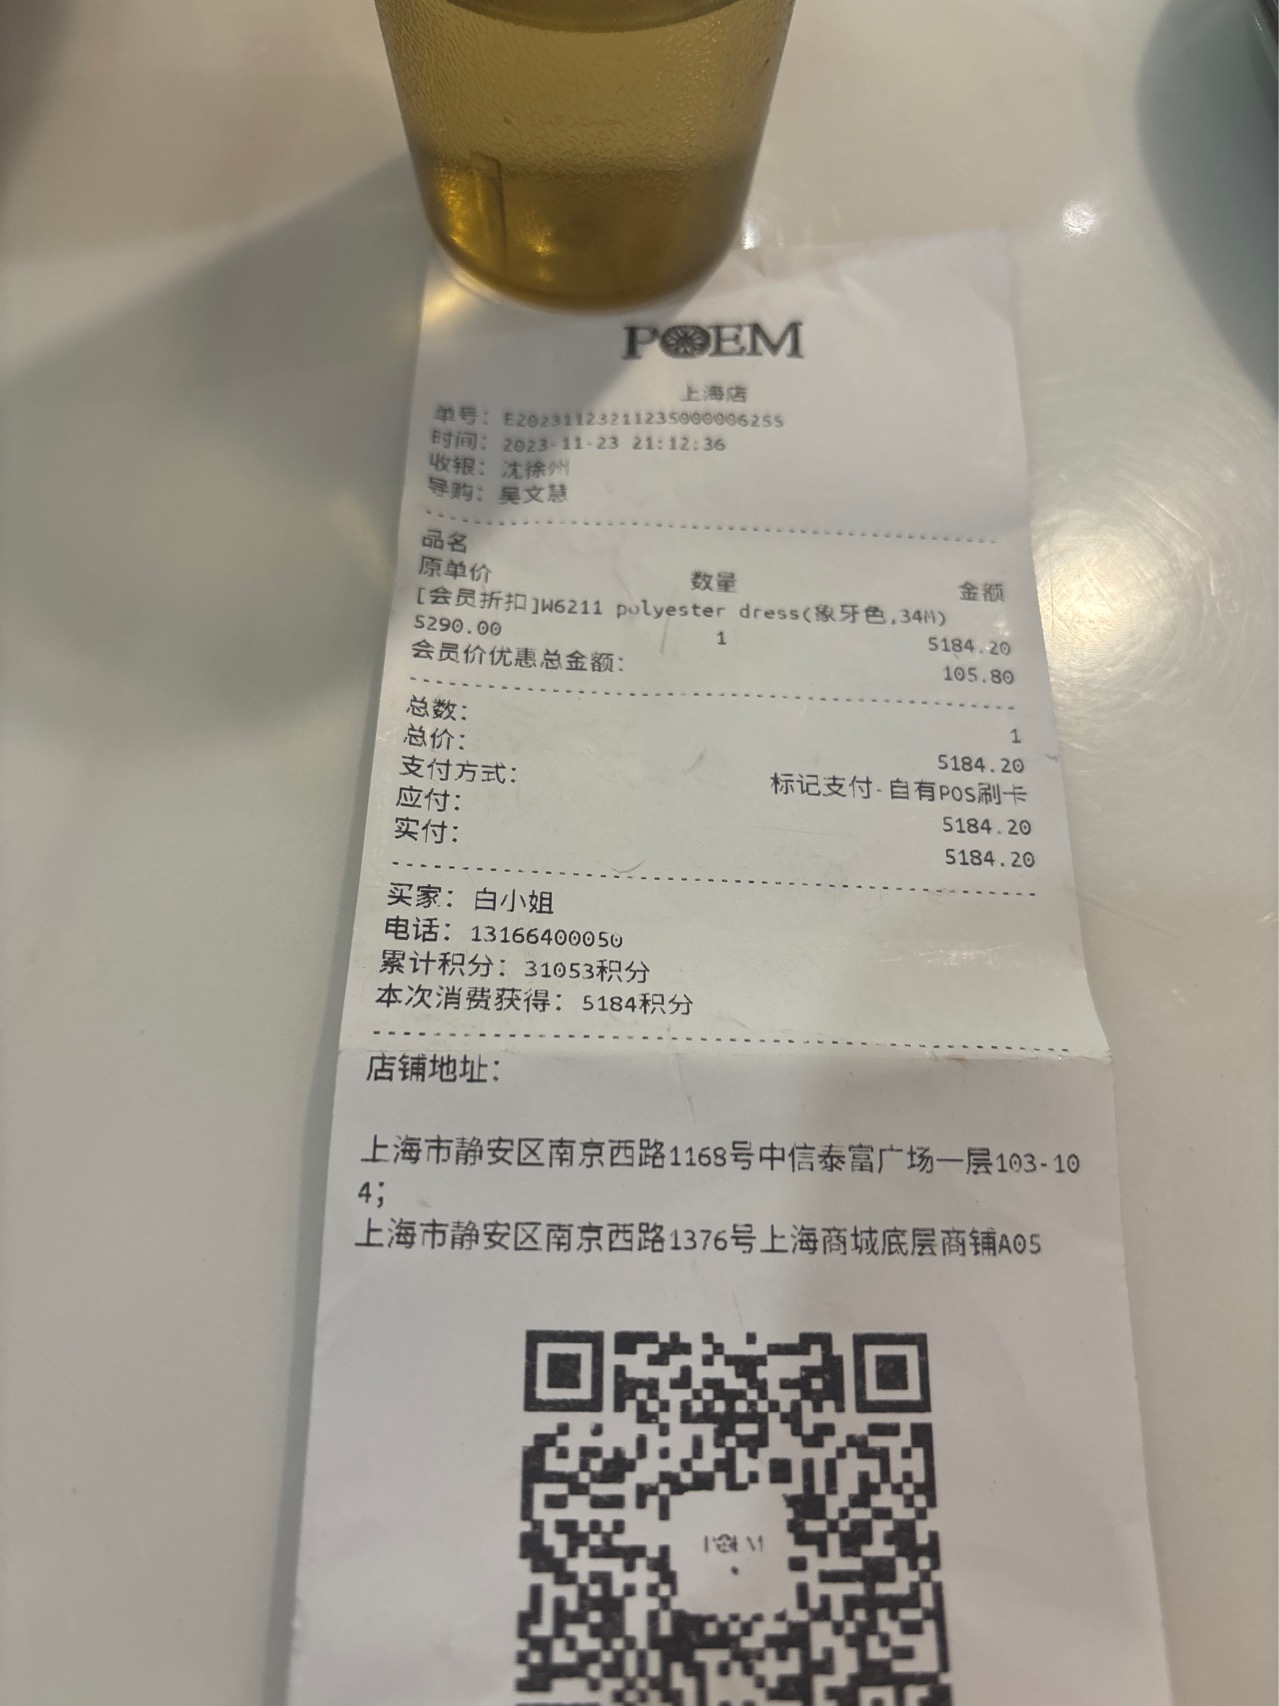 POEM
上海店
单号：E20231123211235000006255
时间：2023-11-23 21:12:36
收银：沈徐州
导购：吴文慧
品名
原单价 数量 金额
[会员折扣]W6211 polyester dress(象牙色,34M)
5290.00 1 5184.20
会员价优惠总金额： 105.80
总数： 1
总价： 5184.20
支付方式： 标记支付-自有POS刷卡
应付： 5184.20
实付： 5184.20
买家：白小姐
电话：13166400050
累计积分：31053积分
本次消费获得：5184积分
店铺地址：
上海市静安区南京西路1168号中信泰富广场一层103-10
4；
上海市静安区南京西路1376号上海商城底层商铺A05
POEM